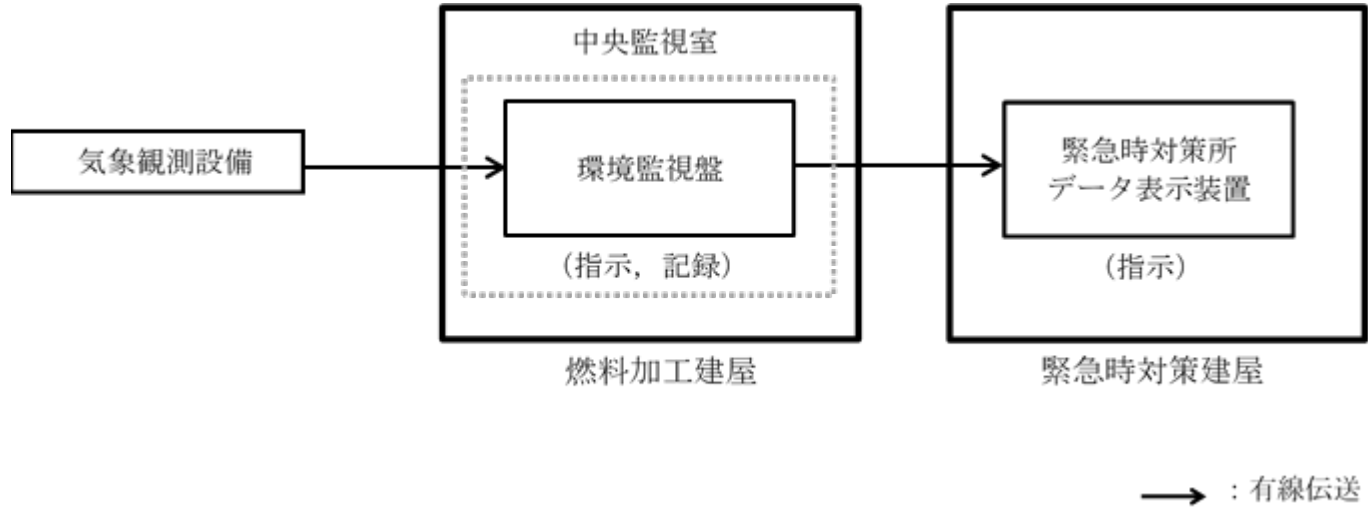 中央監視室
気象観測設備
環境監視盤
(指示, 記録)
燃料加工建屋
緊急時対策所
データ表示装置
(指示)
緊急時対策建屋
：有線伝送